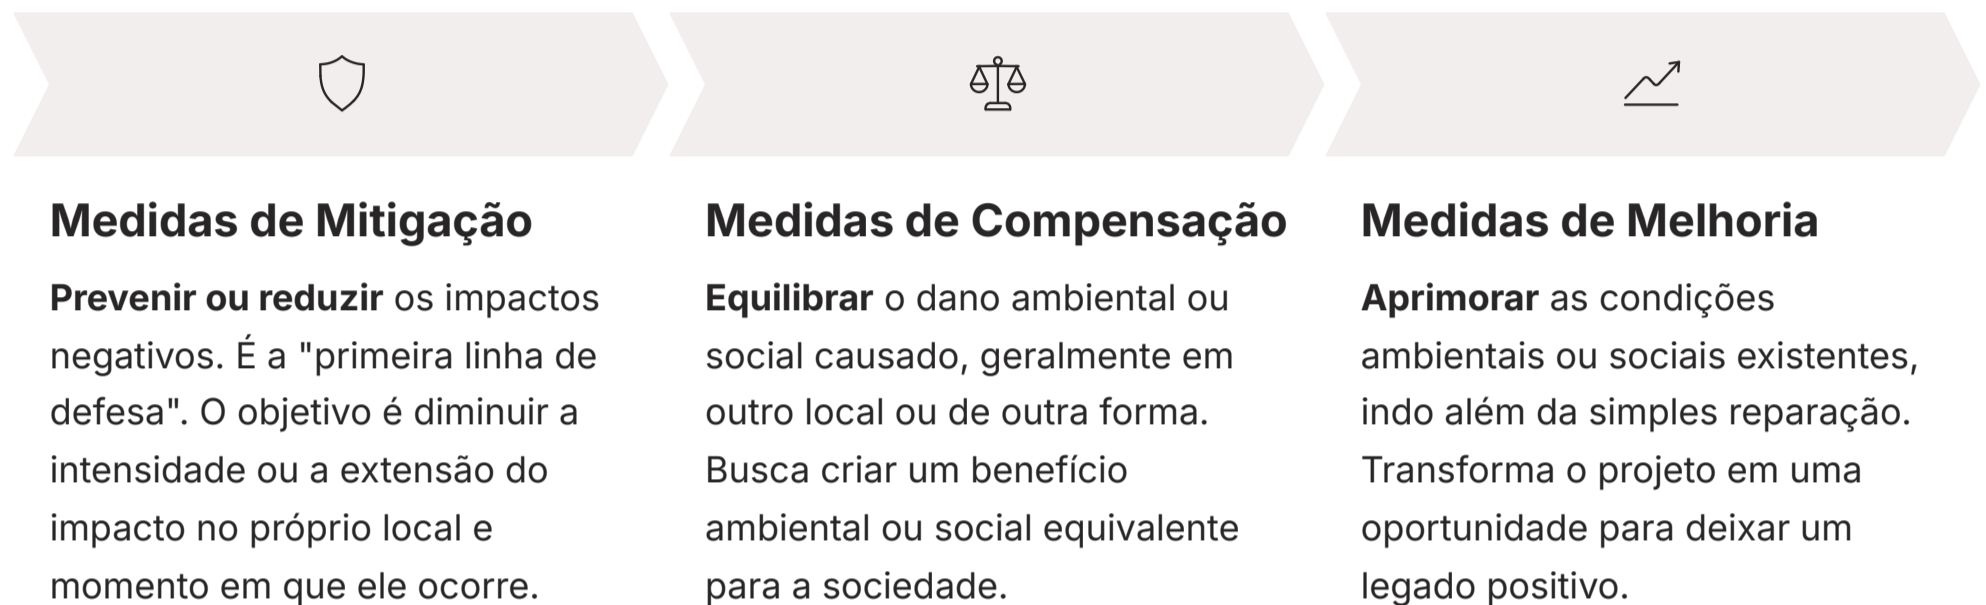 Medidas de Mitigação
Prevenir ou reduzir os impactos
negativos. É a "primeira linha de
defesa". O objetivo é diminuir a
intensidade ou a extensão do
impacto no próprio local e
momento em que ele ocorre.
Medidas de Compensação
Equilibrar o dano ambiental ou
social causado, geralmente em
outro local ou de outra forma.
Busca criar um benefício
ambiental ou social equivalente
para a sociedade.
Medidas de Melhoria
Aprimorar as condições
ambientais ou sociais existentes,
indo além da simples reparação.
Transforma o projeto em uma
oportunidade para deixar um
legado positivo.